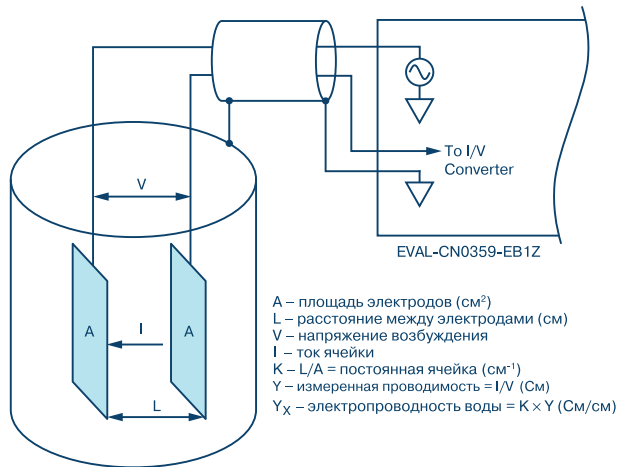 V
To I/V
Converter
EVAL-CN0359-EB1Z
A
I
A
L
A – площадь электродов (см²)
L – расстояние между электродами (см)
V – напряжение возбуждения
I – ток ячейки
K – L/A = постоянная ячейка (см⁻¹)
Y – измеренная проводимость = I/V (См)
Yₓ – электропроводность воды = K × Y (См/см)